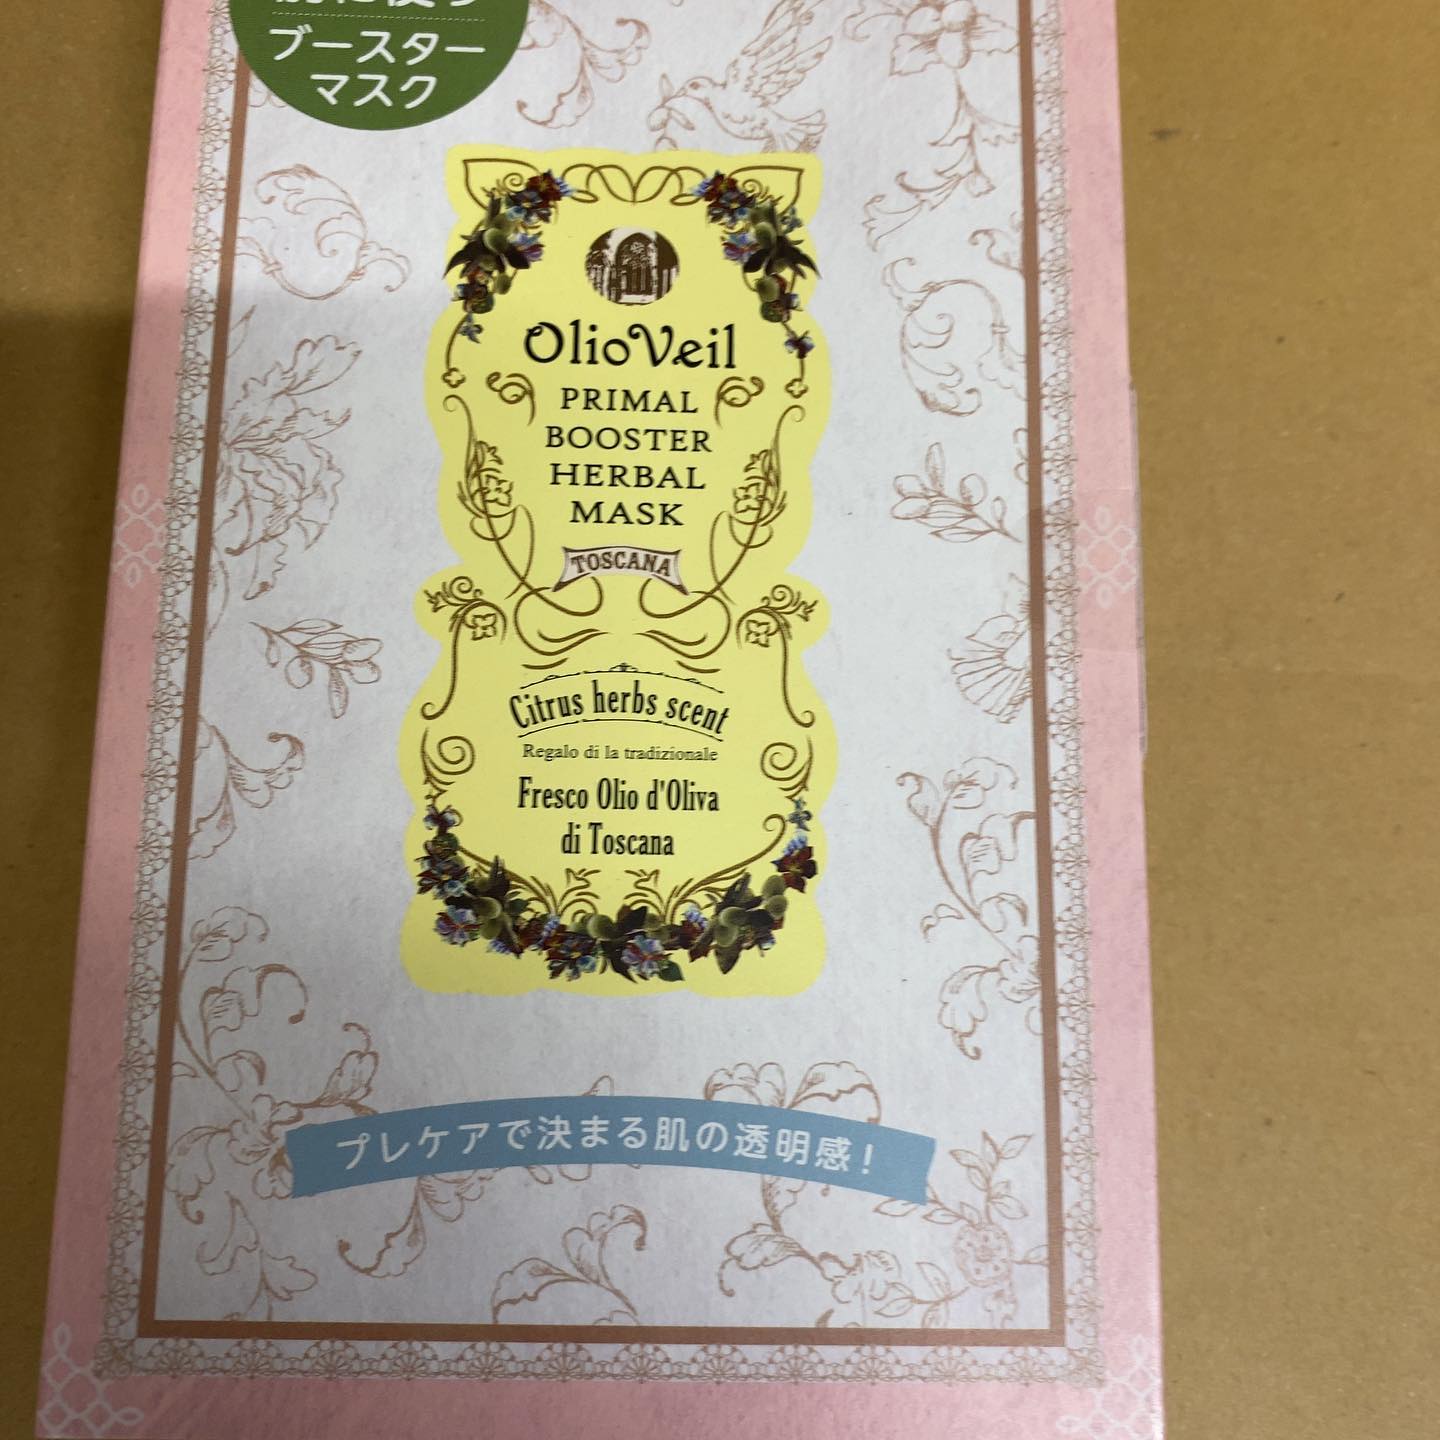 ブースター
マスク
OlioVeil
PRIMAL
BOOSTER
HERBAL
MASK
TOSCANA
Citrus herbs scent
Regalo di la tradizionale
Fresco Olio d'Oliva
di Toscana
プレケアで決まる肌の透明感!